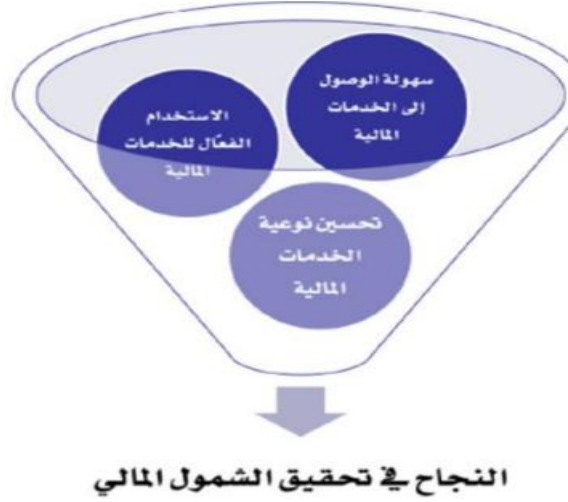 سهولة الوصول
إلى الخدمات
المالية
الاستخدام
الفعّال للخدمات
المالية
تحسين نوعية
الخدمات
المالية
النجاح في تحقيق الشمول المالي